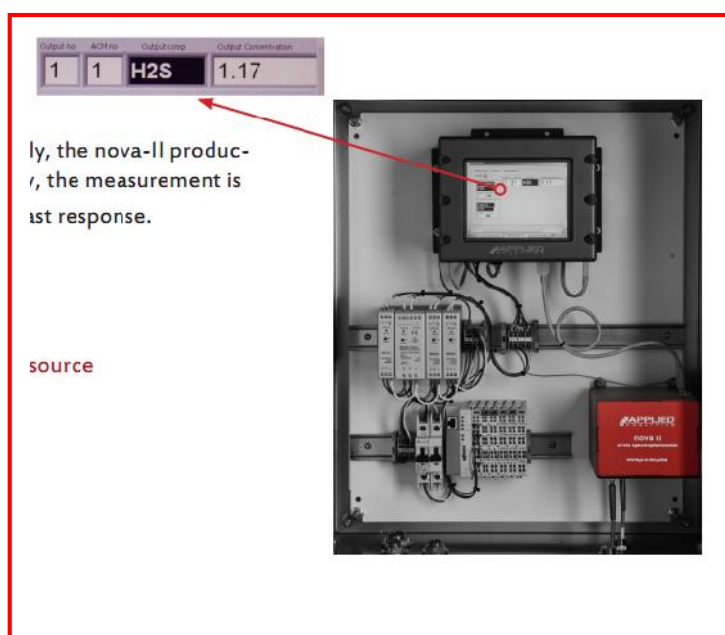 Output no ACM no Output comp Output Concentration
1 1 H2S 1.17
ly, the nova-II produc-
, the measurement is
ast response.
source
APPLIED
APPLIED
nova II